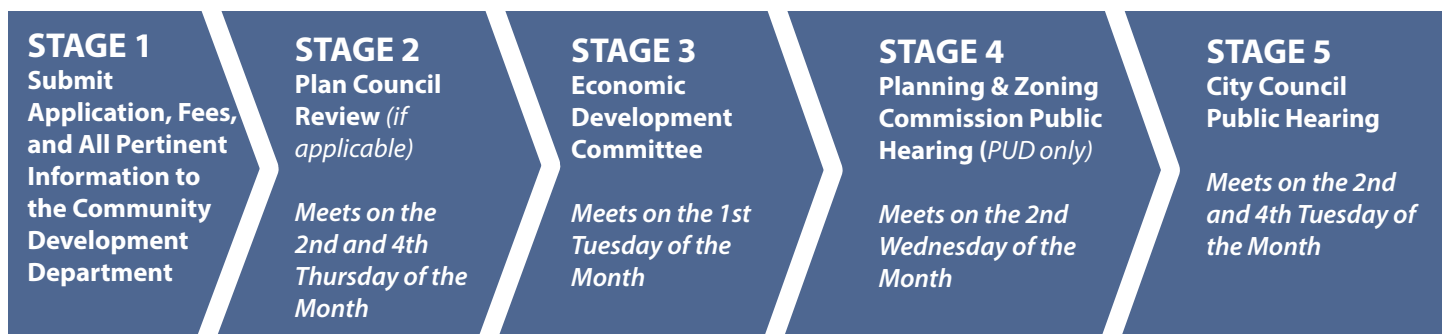 STAGE 1
Submit
Application, Fees,
and All Pertinent
Information to
the Community
Development
Department
STAGE 2
Plan Council
Review (if
applicable)
Meets on the
2nd and 4th
Thursday of the
Month
STAGE 3
Economic
Development
Committee
Meets on the 1st
Tuesday of the
Month
STAGE 4
Planning & Zoning
Commission Public
Hearing (PUD only)
Meets on the 2nd
Wednesday of the
Month
STAGE 5
City Council
Public Hearing
Meets on the 2nd
and 4th Tuesday of
the Month